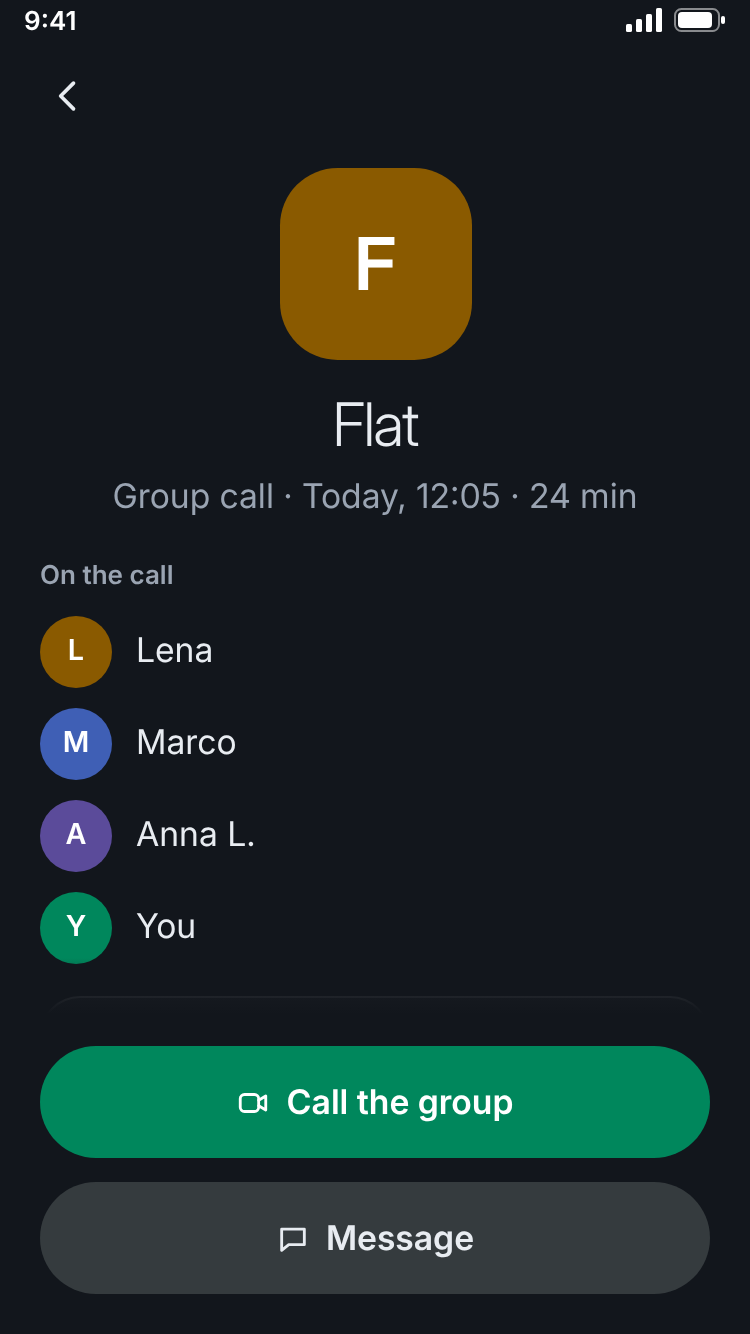 9:41
F
Flat
Group call · Today, 12:05 · 24 min
On the call
L Lena
M Marco
A Anna L.
Y You
Call the group
Message